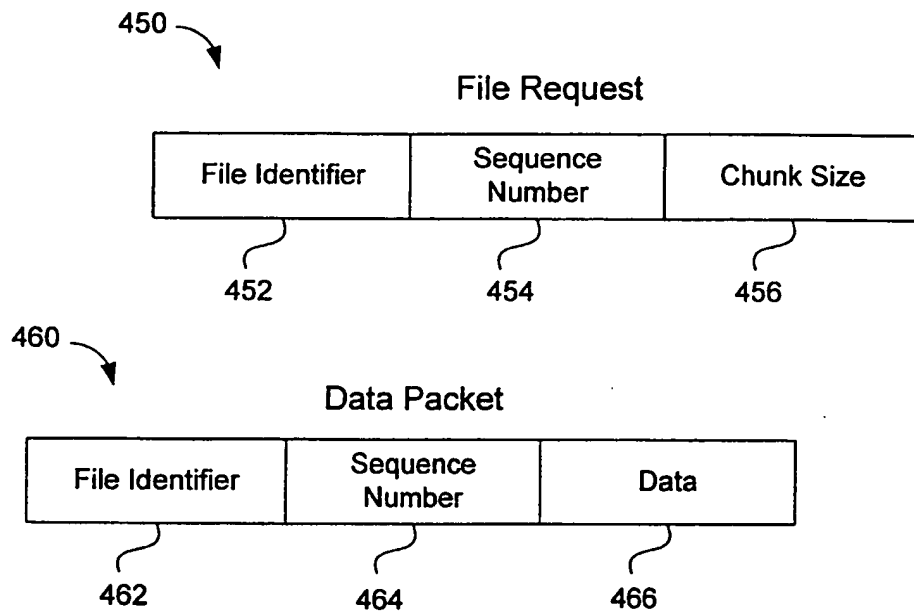 450
File Request
File Identifier
Sequence
Number
Chunk Size
452
454
456
460
Data Packet
File Identifier
Sequence
Number
Data
462
464
466